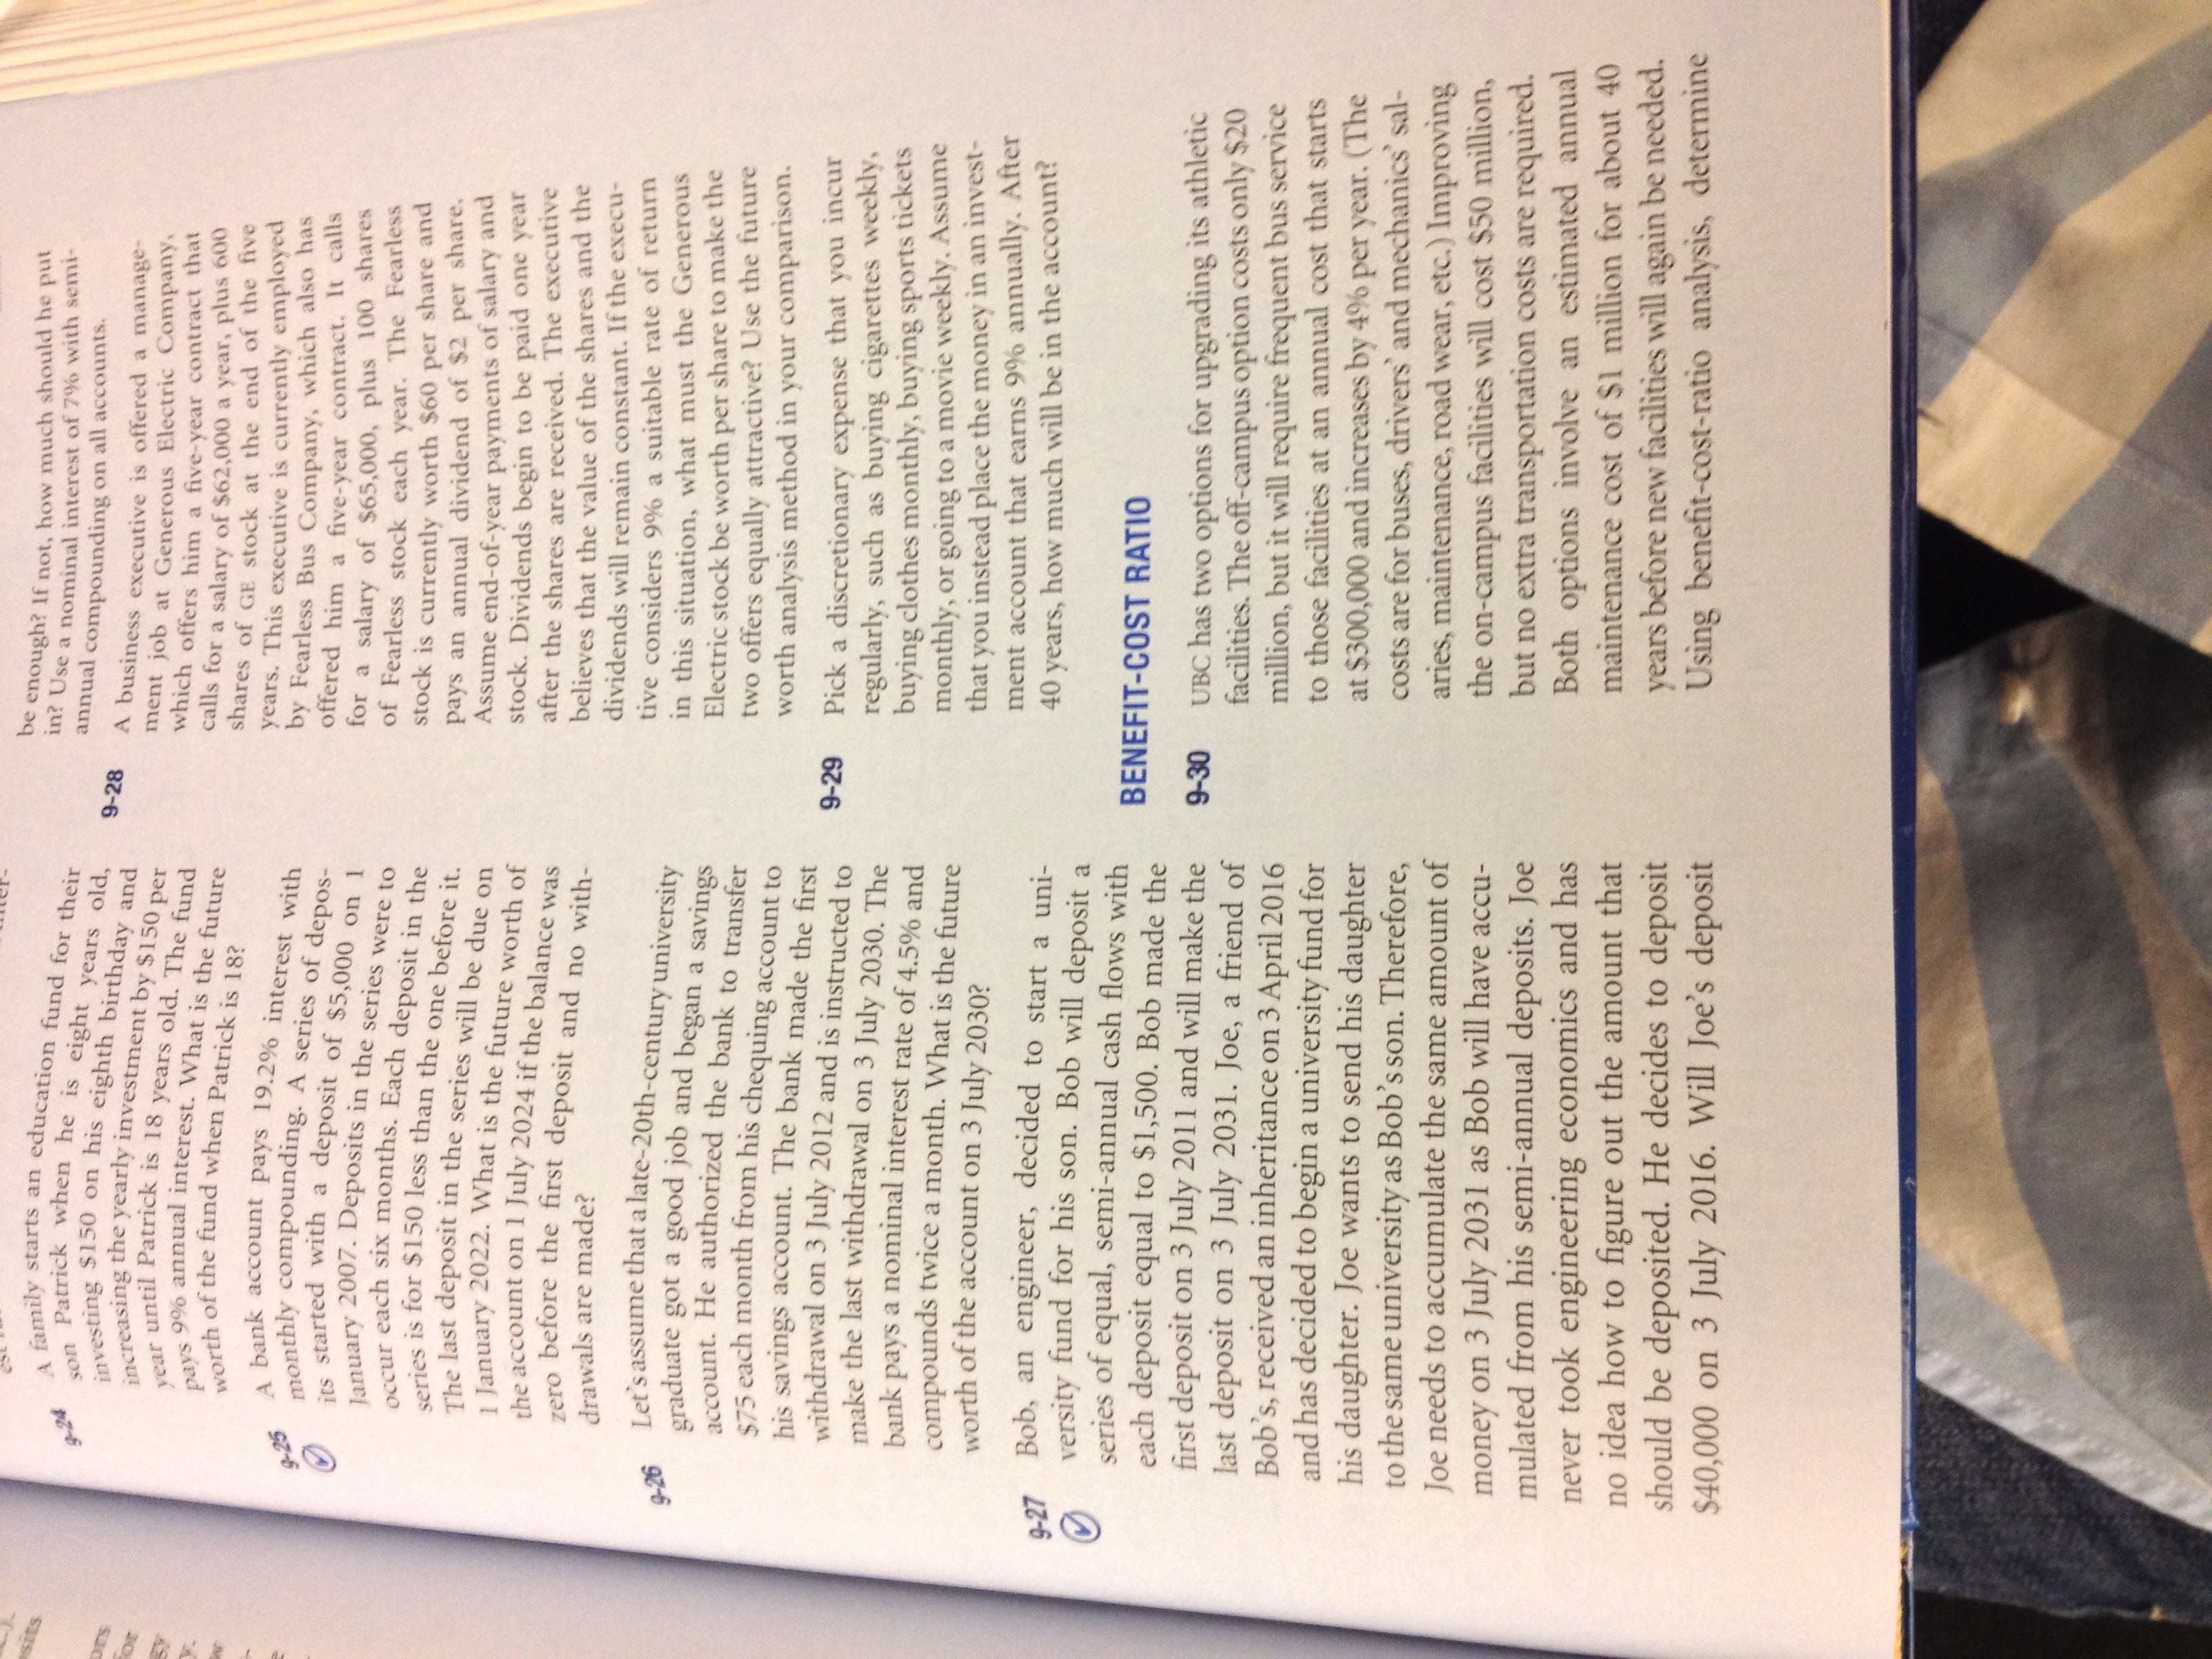 9-24 A family starts an education fund for their
son Patrick when he is eight years old,
investing $150 on his eighth birthday and
increasing the yearly investment by $150 per
year until Patrick is 18 years old. The fund
pays 9% annual interest. What is the future
worth of the fund when Patrick is 18?
9-25 A bank account pays 19.2% interest with
monthly compounding. A series of depos-
its started with a deposit of $5,000 on 1
January 2007. Deposits in the series were to
occur each six months. Each deposit in the
series is for $150 less than the one before it.
The last deposit in the series will be due on
1 January 2022. What is the future worth of
the account on 1 July 2024 if the balance was
zero before the first deposit and no with-
drawals are made?
9-26 Let's assume that a late-20th-century university
graduate got a good job and began a savings
account. He authorized the bank to transfer
$75 each month from his chequing account to
his savings account. The bank made the first
withdrawal on 3 July 2012 and is instructed to
make the last withdrawal on 3 July 2030. The
bank pays a nominal interest rate of 4.5% and
compounds twice a month. What is the future
worth of the account on 3 July 2030?
9-27 Bob, an engineer, decided to start a uni-
versity fund for his son. Bob will deposit a
series of equal, semi-annual cash flows with
each deposit equal to $1,500. Bob made the
first deposit on 3 July 2011 and will make the
last deposit on 3 July 2031. Joe, a friend of
Bob's, received an inheritance on 3 April 2016
and has decided to begin a university fund for
his daughter. Joe wants to send his daughter
to the same university as Bob's son. Therefore,
Joe needs to accumulate the same amount of
money on 3 July 2031 as Bob will have accu-
mulated from his semi-annual deposits. Joe
never took engineering economics and has
no idea how to figure out the amount that
should be deposited. He decides to deposit
$40,000 on 3 July 2016. Will Joe's deposit
be enough? If not, how much should he put
in? Use a nominal interest of 7% with semi-
annual compounding on all accounts.
9-28 A business executive is offered a manage-
ment job at Generous Electric Company,
which offers him a five-year contract that
calls for a salary of $62,000 a year, plus 600
shares of GE stock at the end of the five
years. This executive is currently employed
by Fearless Bus Company, which also has
offered him a five-year contract. It calls
for a salary of $65,000, plus 100 shares
of Fearless stock each year. The Fearless
stock is currently worth $60 per share and
pays an annual dividend of $2 per share.
Assume end-of-year payments of salary and
stock. Dividends begin to be paid one year
after the shares are received. The executive
believes that the value of the shares and the
dividends will remain constant. If the execu-
tive considers 9% a suitable rate of return
in this situation, what must the Generous
Electric stock be worth per share to make the
two offers equally attractive? Use the future
worth analysis method in your comparison.
9-29 Pick a discretionary expense that you incur
regularly, such as buying cigarettes weekly,
buying clothes monthly, buying sports tickets
monthly, or going to a movie weekly. Assume
that you instead place the money in an invest-
ment account that earns 9% annually. After
40 years, how much will be in the account?
BENEFIT-COST RATIO
9-30 UBC has two options for upgrading its athletic
facilities. The off-campus option costs only $20
million, but it will require frequent bus service
to those facilities at an annual cost that starts
at $300,000 and increases by 4% per year. (The
costs are for buses, drivers' and mechanics' sal-
aries, maintenance, road wear, etc.) Improving
the on-campus facilities will cost $50 million,
but no extra transportation costs are required.
Both options involve an estimated annual
maintenance cost of $1 million for about 40
years before new facilities will again be needed.
Using benefit-cost-ratio analysis, determine